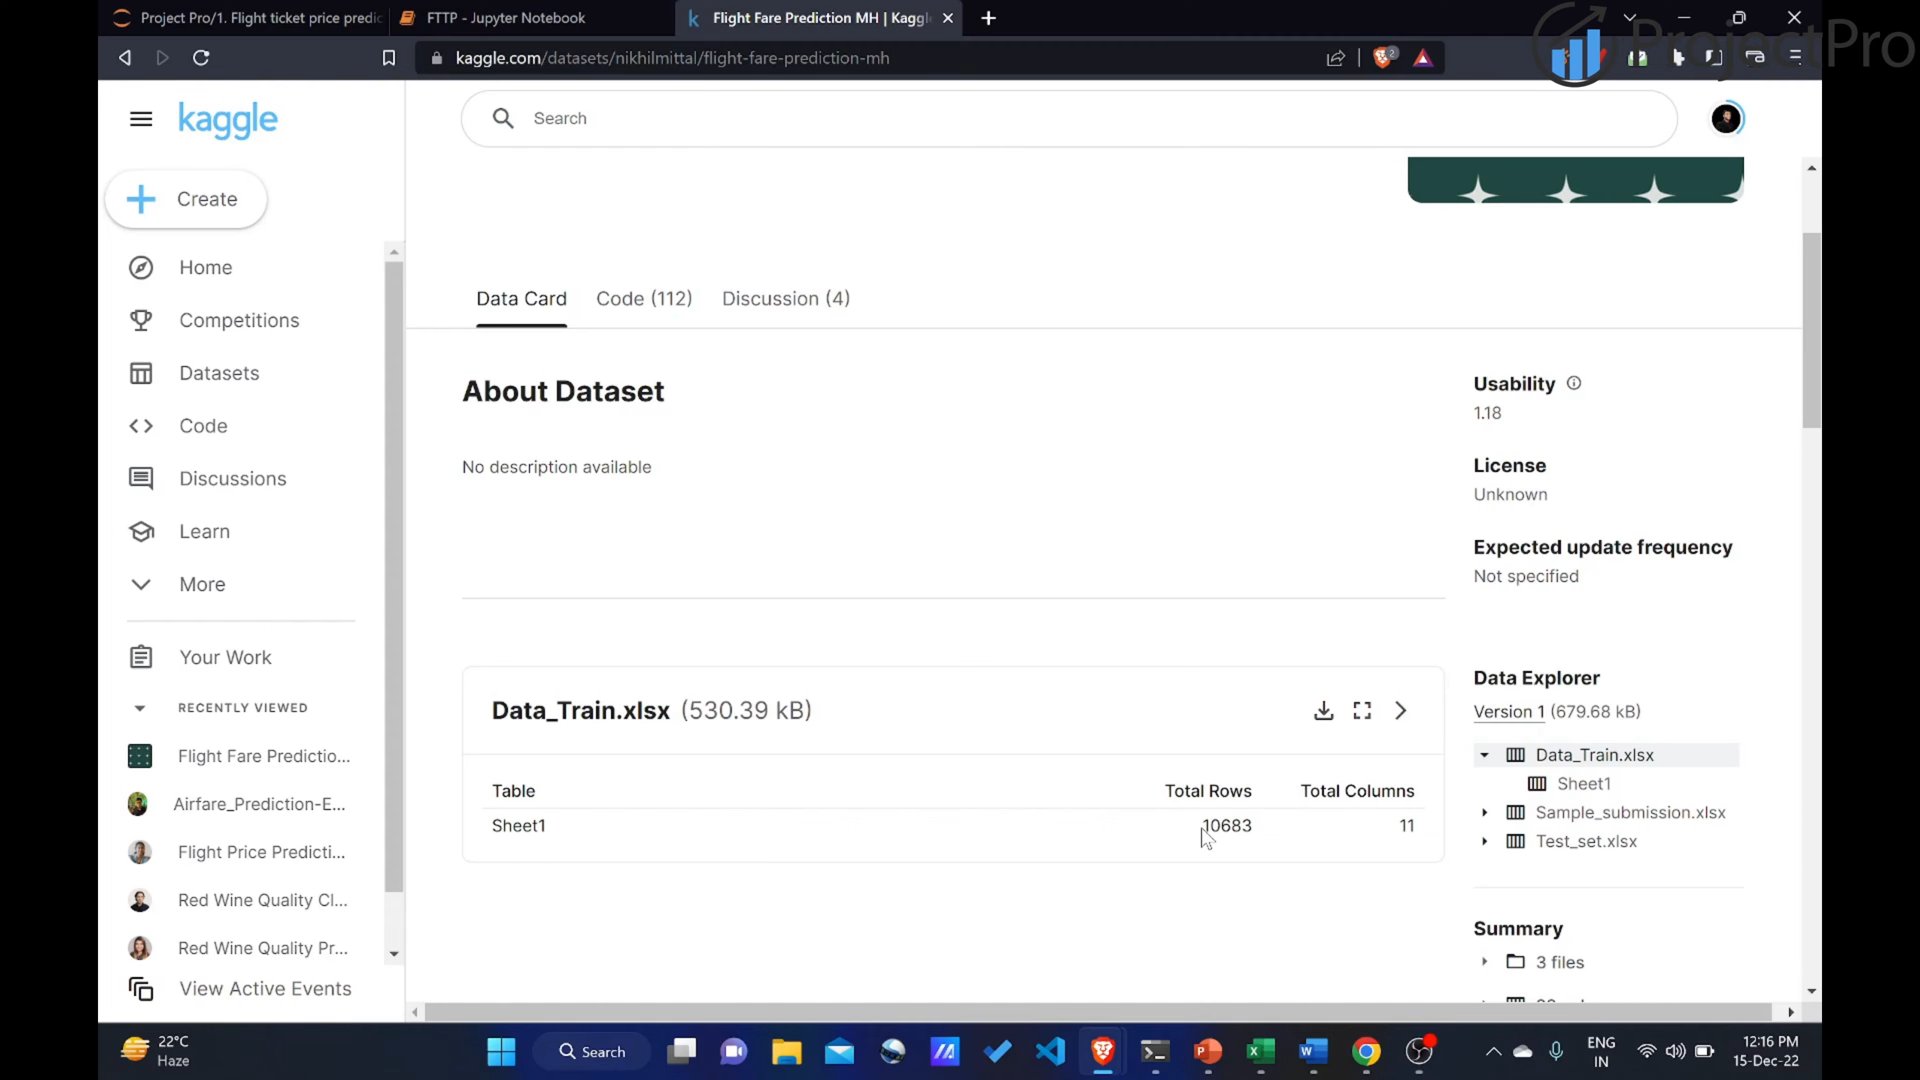 Project Pro/1. Flight ticket price predic
FTTP - Jupyter Notebook
Flight Fare Prediction MH | Kaggle
ProjectPro
kaggle.com/datasets/nikhilmittal/flight-fare-prediction-mh
2
kaggle
Search
Create
Home
Competitions
Datasets
Code
Discussions
Learn
More
Your Work
RECENTLY VIEWED
Flight Fare Predictio...
Airfare_Prediction-E...
Flight Price Predicti...
Red Wine Quality Cl...
Red Wine Quality Pr...
View Active Events
Data Card
Code (112)
Discussion (4)
About Dataset
No description available
Usability
1.18
License
Unknown
Expected update frequency
Not specified
Data_Train.xlsx (530.39 kB)
Table Total Rows Total Columns
Sheet1 10683 11
Data Explorer
Version 1 (679.68 kB)
Data_Train.xlsx
Sheet1
Sample_submission.xlsx
Test_set.xlsx
Summary
3 files
22°C
Haze
Search
ENG
IN
12:16 PM
15-Dec-22